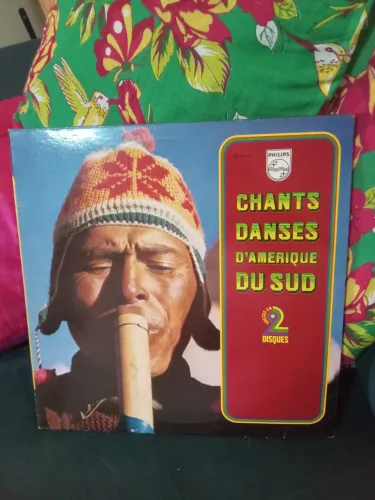 PHILIPS
CHANTS
DANSES
D'AMERIQUE
DU SUD
2
DISQUES